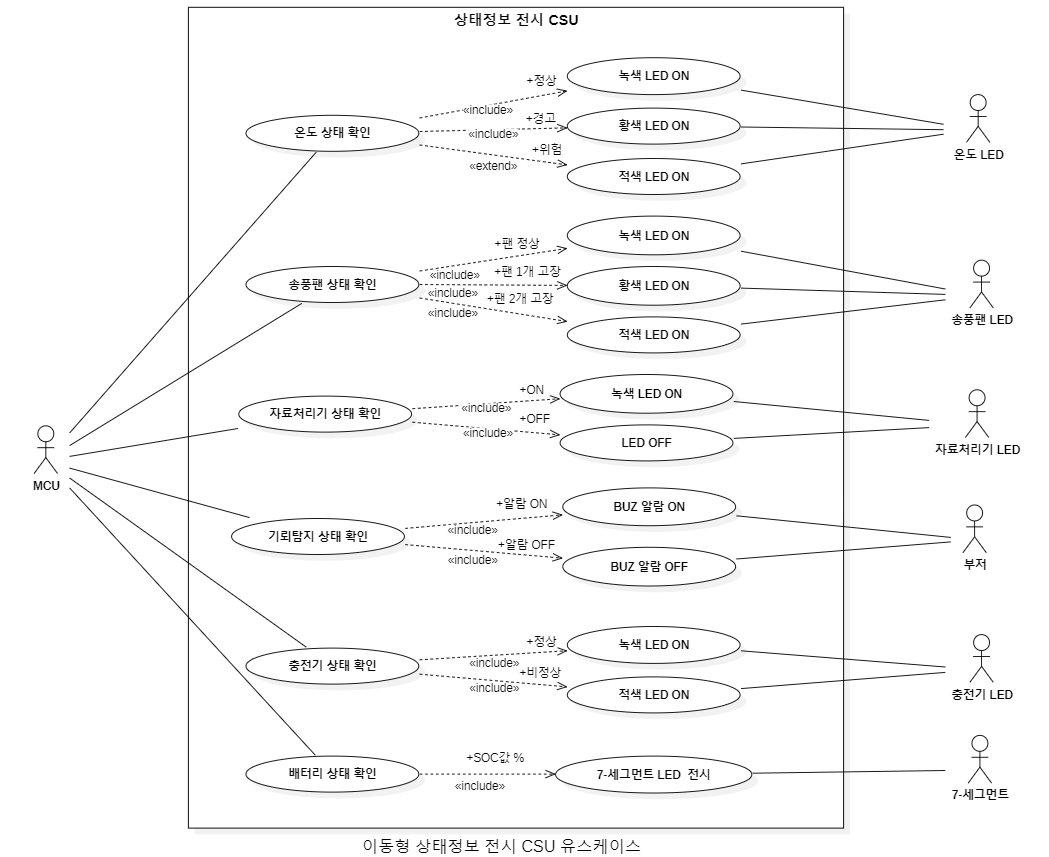 상태정보 전시 CSU
온도 상태 확인
+정상
«include»
녹색 LED ON
+경고
«include»
황색 LED ON
+위험
«extend»
적색 LED ON
온도 LED
송풍팬 상태 확인
+팬 정상
«include»
녹색 LED ON
+팬 1개 고장
«include»
황색 LED ON
+팬 2개 고장
«include»
적색 LED ON
송풍팬 LED
MCU
자료처리기 상태 확인
+ON
«include»
녹색 LED ON
+OFF
«include»
LED OFF
자료처리기 LED
기뢰탐지 상태 확인
+알람 ON
«include»
BUZ 알람 ON
+알람 OFF
«include»
BUZ 알람 OFF
부저
충전기 상태 확인
+정상
«include»
녹색 LED ON
+비정상
«include»
적색 LED ON
충전기 LED
배터리 상태 확인
+SOC값 %
«include»
7-세그먼트 LED 전시
7-세그먼트
이동형 상태정보 전시 CSU 유스케이스